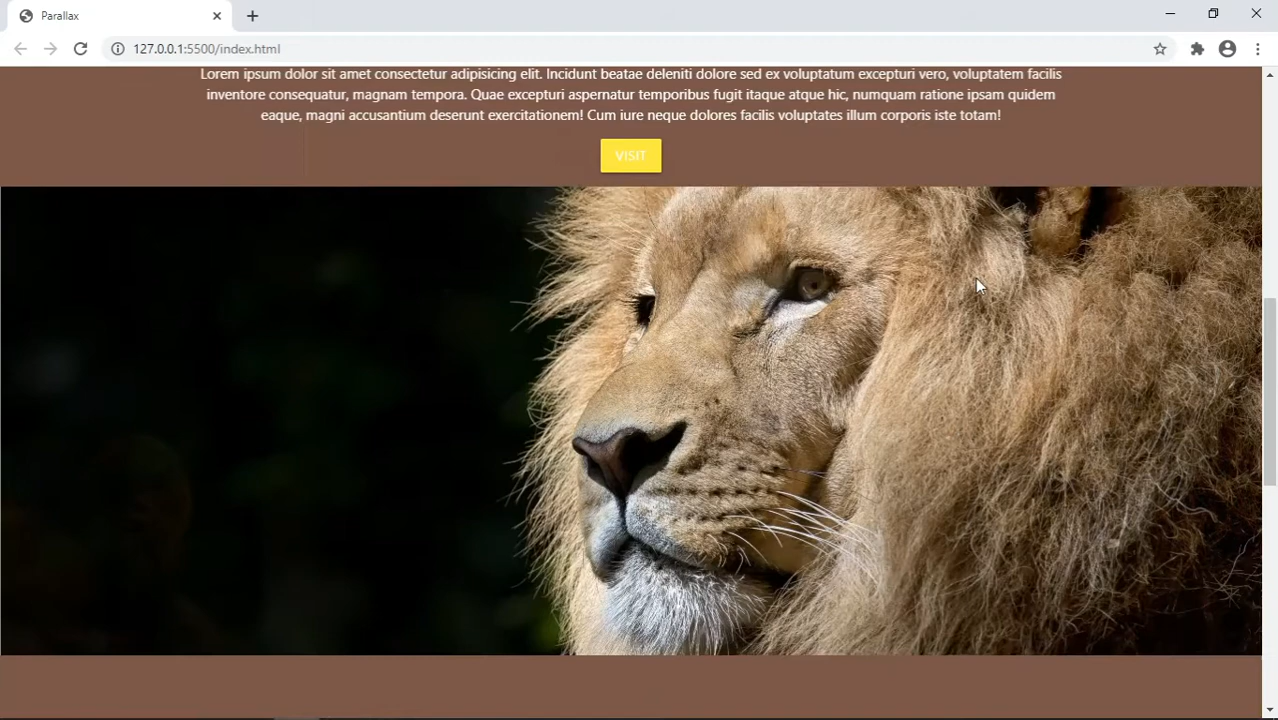 Parallax
127.0.0.1:5500/index.html
Lorem ipsum dolor sit amet consectetur adipisicing elit. Incidunt beatae deleniti dolore sed ex voluptatum excepturi vero, voluptatem facilis
inventore consequatur, magnam tempora. Quae excepturi aspernatur temporibus fugit itaque atque hic, numquam ratione ipsam quidem
eaque, magni accusantium deserunt exercitationem! Cum iure neque dolores facilis voluptates illum corporis iste totam!
VISIT